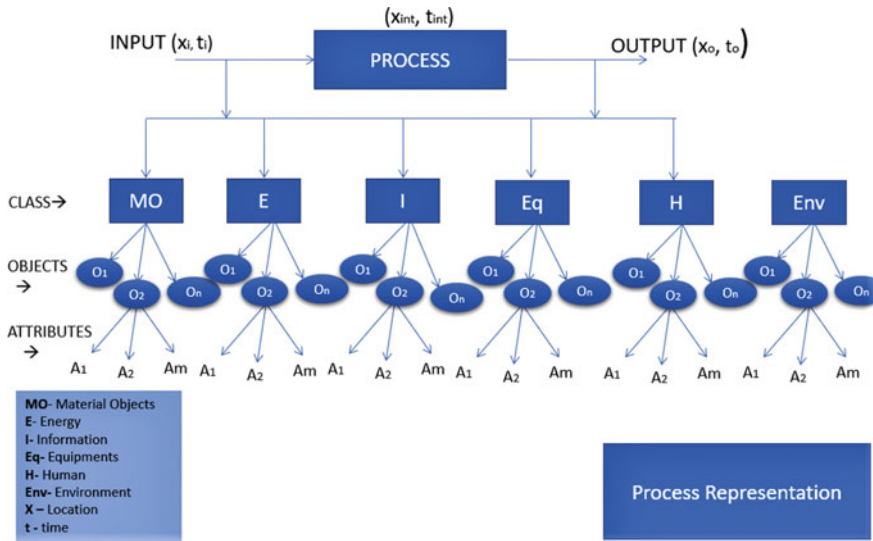 (xint, tint)
INPUT (xi, ti)
PROCESS
OUTPUT (xo, to)
CLASS→ MO E I Eq H Env
OBJECTS
→
O1 O2 On O1 O2 On O1 O2 On O1 O2 On O1 O2 On O1 O2 On
ATTRIBUTES
→
A1 A2 Am A1 A2 Am A1 A2 Am A1 A2 Am A1 A2 Am A1 A2 Am
MO- Material Objects
E- Energy
I- Information
Eq- Equipments
H- Human
Env- Environment
X – Location
t - time
Process Representation